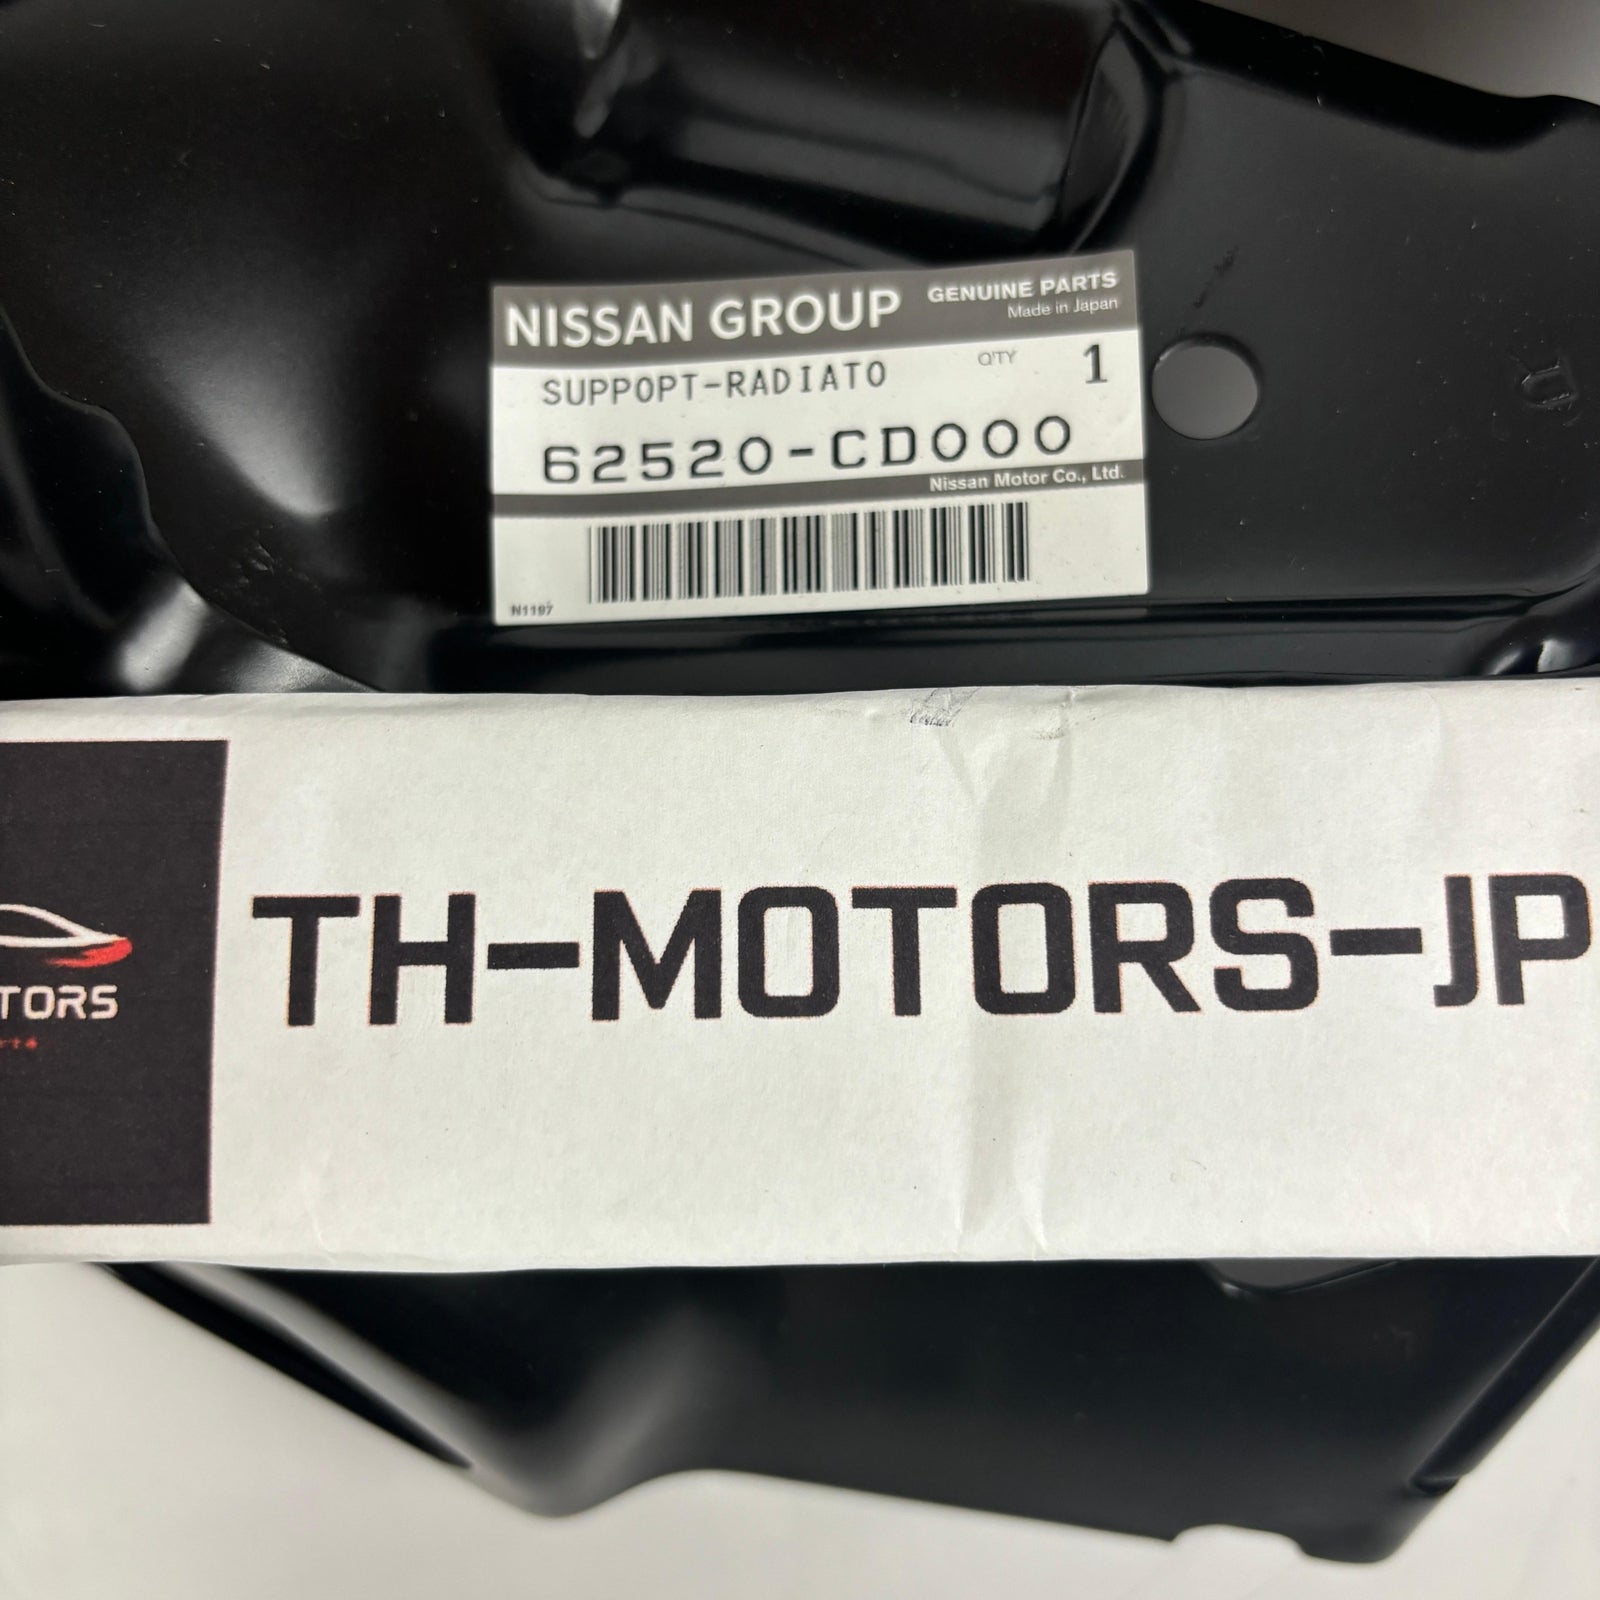 NISSAN GROUP GENUINE PARTS
Made in Japan
SUPPOPT-RADIATO Q'TY 1
62520-CD000
Nissan Motor Co., Ltd.
N1197
TORS
TH-MOTORS-JP